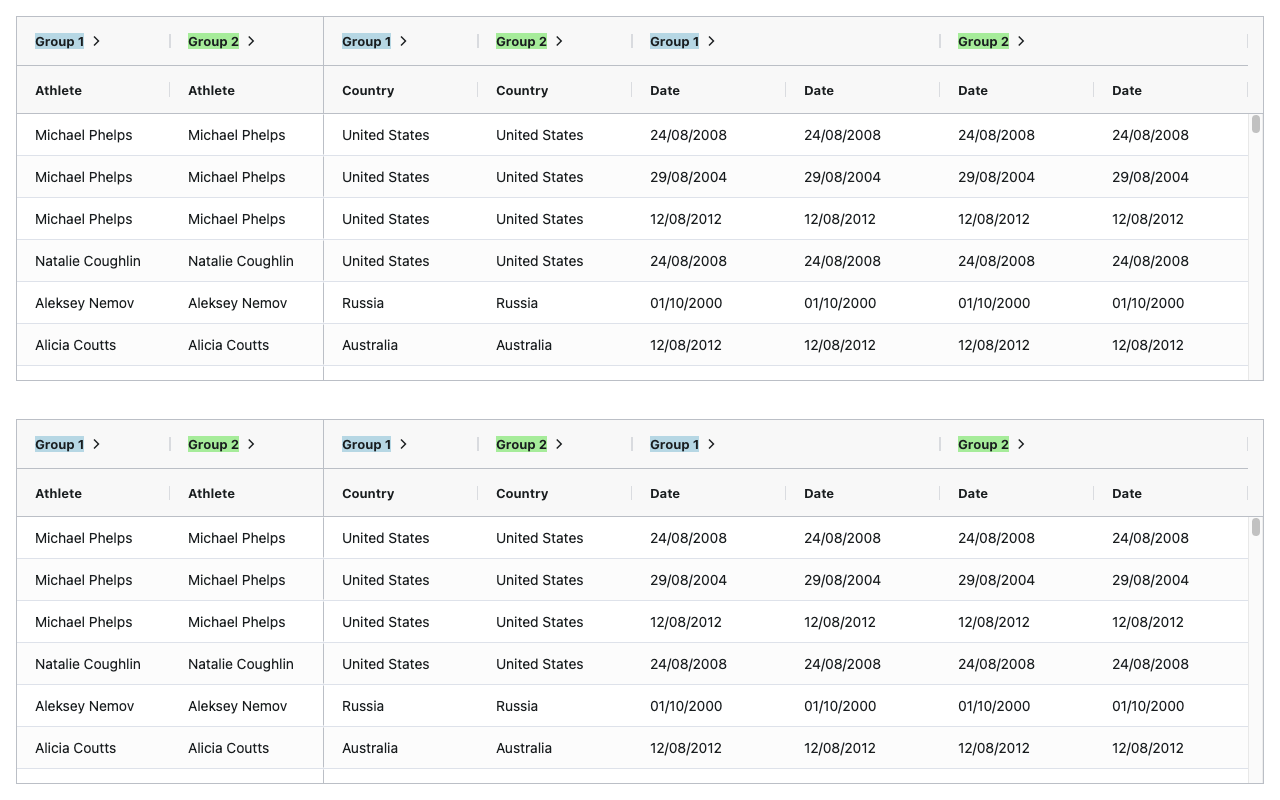 Group 1 Group 2 Group 1 Group 2 Group 1 Group 2
Athlete Athlete Country Country Date Date Date Date
Michael Phelps Michael Phelps United States United States 24/08/2008 24/08/2008 24/08/2008 24/08/2008
Michael Phelps Michael Phelps United States United States 29/08/2004 29/08/2004 29/08/2004 29/08/2004
Michael Phelps Michael Phelps United States United States 12/08/2012 12/08/2012 12/08/2012 12/08/2012
Natalie Coughlin Natalie Coughlin United States United States 24/08/2008 24/08/2008 24/08/2008 24/08/2008
Aleksey Nemov Aleksey Nemov Russia Russia 01/10/2000 01/10/2000 01/10/2000 01/10/2000
Alicia Coutts Alicia Coutts Australia Australia 12/08/2012 12/08/2012 12/08/2012 12/08/2012
Group 1 Group 2 Group 1 Group 2 Group 1 Group 2
Athlete Athlete Country Country Date Date Date Date
Michael Phelps Michael Phelps United States United States 24/08/2008 24/08/2008 24/08/2008 24/08/2008
Michael Phelps Michael Phelps United States United States 29/08/2004 29/08/2004 29/08/2004 29/08/2004
Michael Phelps Michael Phelps United States United States 12/08/2012 12/08/2012 12/08/2012 12/08/2012
Natalie Coughlin Natalie Coughlin United States United States 24/08/2008 24/08/2008 24/08/2008 24/08/2008
Aleksey Nemov Aleksey Nemov Russia Russia 01/10/2000 01/10/2000 01/10/2000 01/10/2000
Alicia Coutts Alicia Coutts Australia Australia 12/08/2012 12/08/2012 12/08/2012 12/08/2012